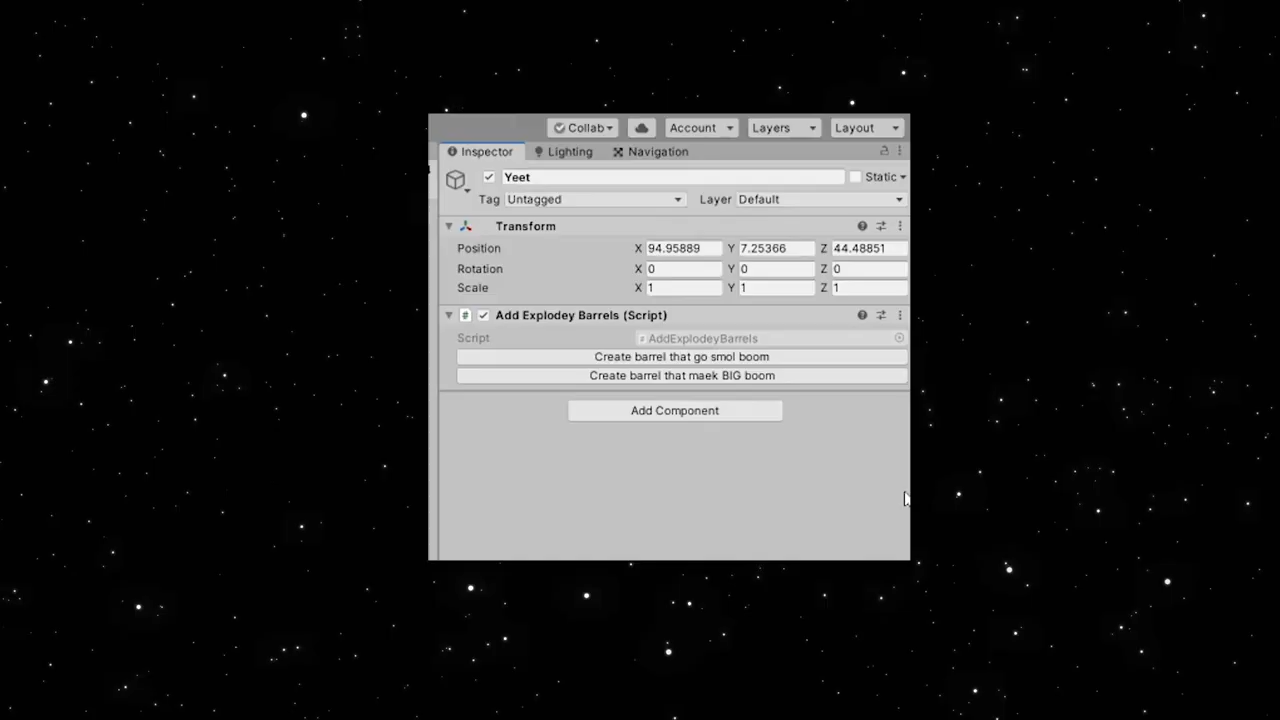 Collab Account Layers Layout
Inspector Lighting Navigation
Yeet Static
Tag Untagged Layer Default
Transform
Position X 94.95889 Y 7.25366 Z 44.48851
Rotation X 0 Y 0 Z 0
Scale X 1 Y 1 Z 1
# Add Explodey Barrels (Script)
Script # AddExplodeyBarrels
Create barrel that go smol boom
Create barrel that maek BIG boom
Add Component